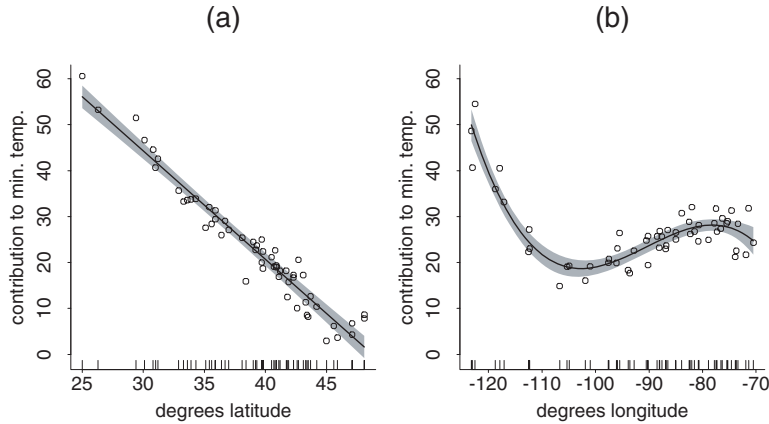 (a)
contribution to min. temp.
60
50
40
30
20
10
0
25 30 35 40 45
degrees latitude
(b)
contribution to min. temp.
60
50
40
30
20
10
0
-120 -110 -100 -90 -80 -70
degrees longitude